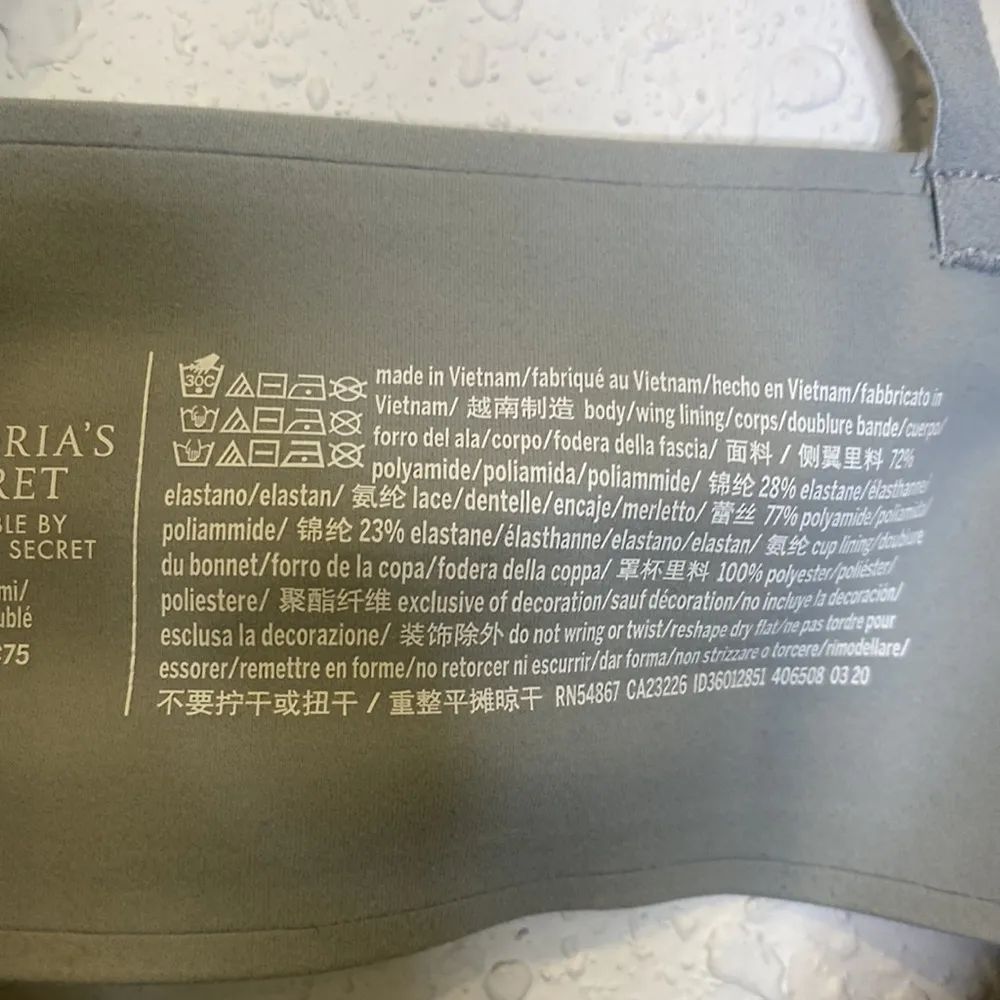 RIA'S
RET
BLE BY
SECRET
mi/
ublé
75
30C
made in Vietnam/fabriqué au Vietnam/hecho en Vietnam/fabbricato in
Vietnam/ 越南制造 body/wing lining/corps/doublure bande/cuerpo/
forro del ala/corpo/fodera della fascia/ 面料 / 侧翼里料 72%
polyamide/poliamida/poliammide/ 锦纶 28% elastane/élasthanne/
elastano/elastan/ 氨纶 lace/dentelle/encaje/merletto/ 蕾丝 77% polyamide/poliamida/
poliammide/ 锦纶 23% elastane/élasthanne/elastano/elastan/ 氨纶 cup lining/doublure
du bonnet/forro de la copa/fodera della coppa/ 罩杯里料 100% polyester/poliéster/
poliestere/ 聚酯纤维 exclusive of decoration/sauf décoration/no incluye la decoración/
esclusa la decorazione/ 装饰除外 do not wring or twist/reshape dry flat/ne pas tordre pour
essorer/remettre en forme/no retorcer ni escurrir/dar forma/non strizzare o torcere/rimodellare/
不要拧干或扭干 / 重整平摊晾干 RN54867 CA23226 ID36012851 406508 03 20